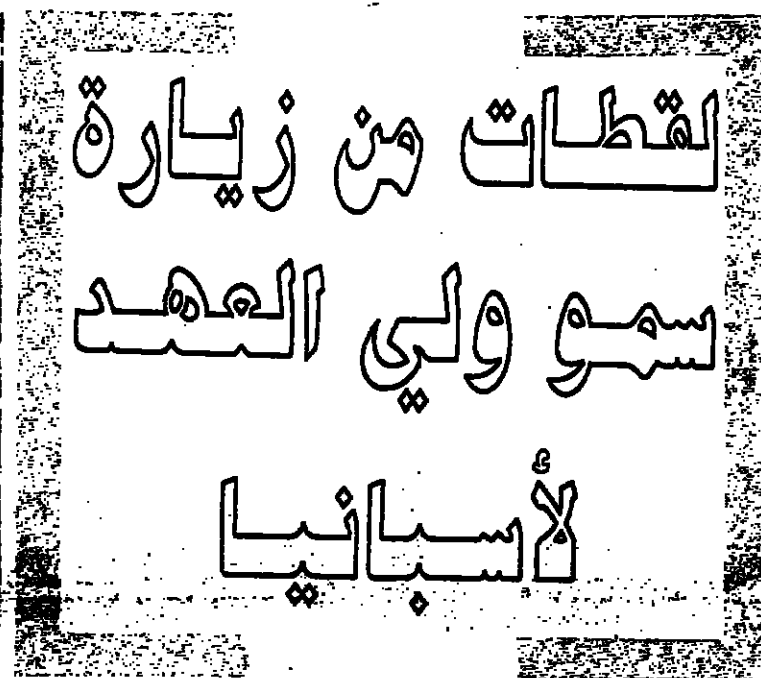 لقطات من زيارة
سمو ولي العهد
لأسبانيا